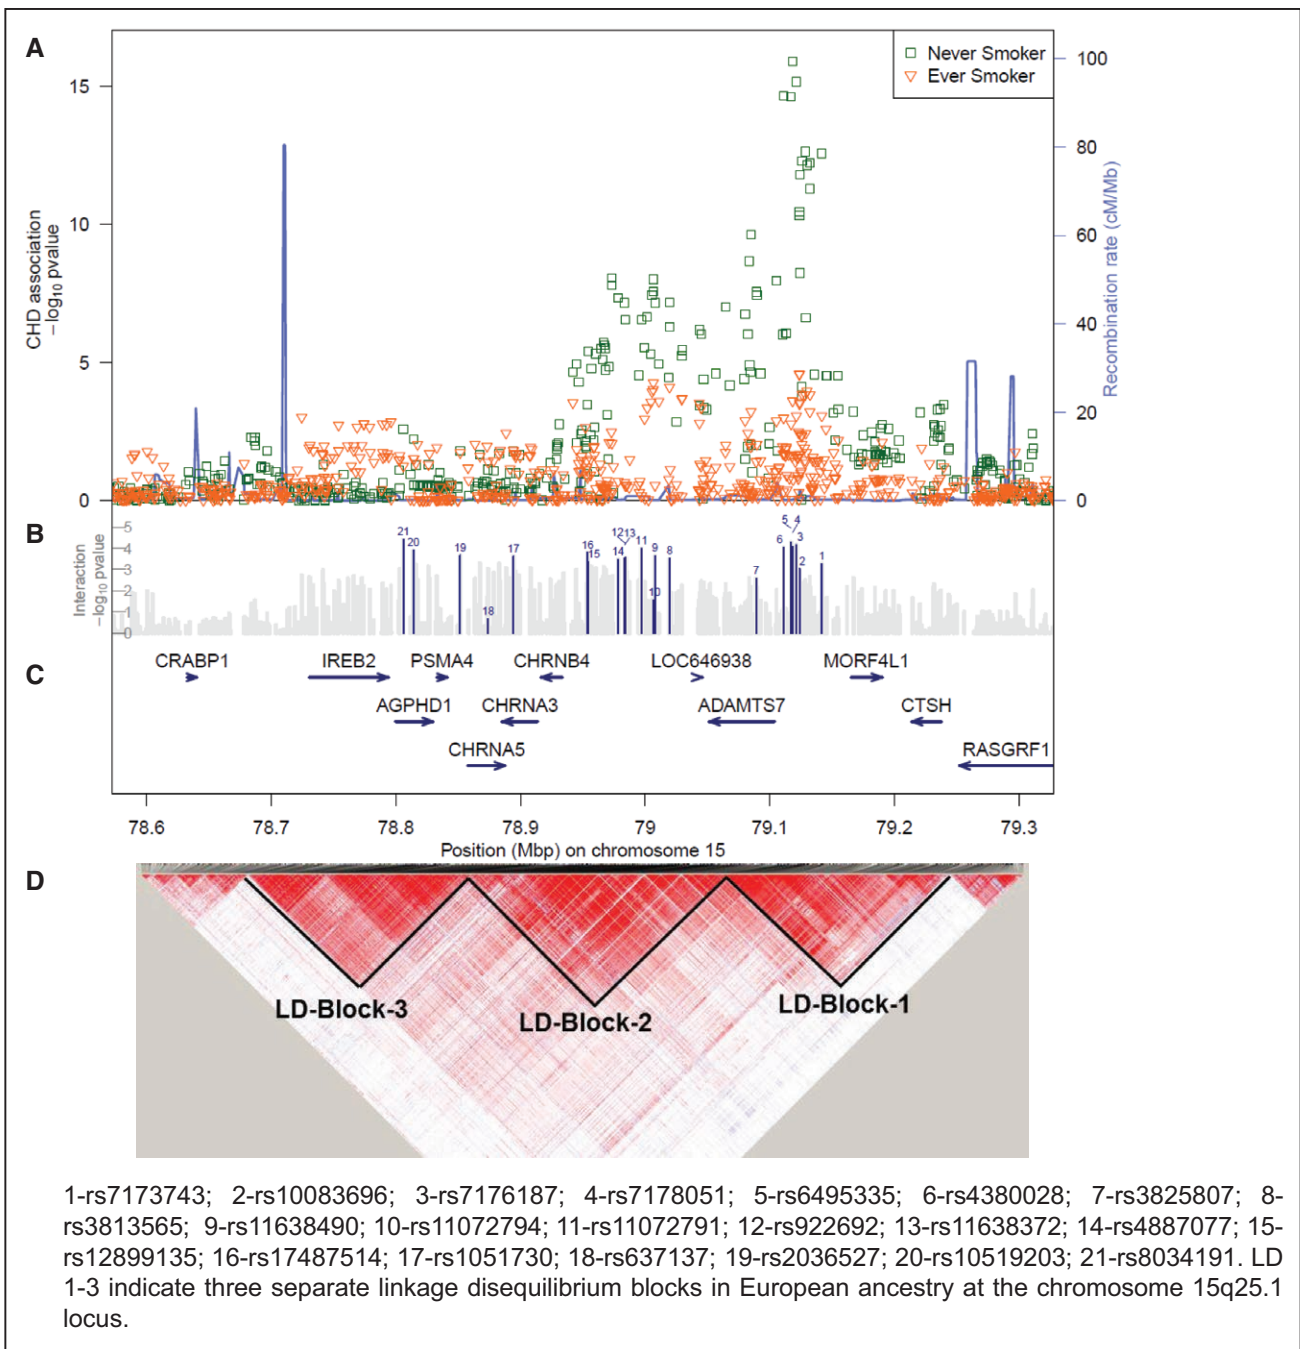 A
Never Smoker
Ever Smoker
CHD association
−log10 pvalue
15
10
5
0
Recombination rate (cM/Mb)
100
80
60
40
20
0
B
Interaction
−log10 pvalue
5
4
3
2
1
0
21
20
19
18
17
16
15
14
12
13
11
10
9
8
7
6
5
4
3
2
1
C
CRABP1
IREB2
PSMA4
CHRNB4
LOC646938
MORF4L1
AGPHD1
CHRNA3
ADAMTS7
CTSH
CHRNA5
RASGRF1
78.6
78.7
78.8
78.9
79
79.1
79.2
79.3
Position (Mbp) on chromosome 15
D
LD-Block-3
LD-Block-2
LD-Block-1
1-rs7173743; 2-rs10083696; 3-rs7176187; 4-rs7178051; 5-rs6495335; 6-rs4380028; 7-rs3825807; 8-
rs3813565; 9-rs11638490; 10-rs11072794; 11-rs11072791; 12-rs922692; 13-rs11638372; 14-rs4887077; 15-
rs12899135; 16-rs17487514; 17-rs1051730; 18-rs637137; 19-rs2036527; 20-rs10519203; 21-rs8034191. LD
1-3 indicate three separate linkage disequilibrium blocks in European ancestry at the chromosome 15q25.1
locus.